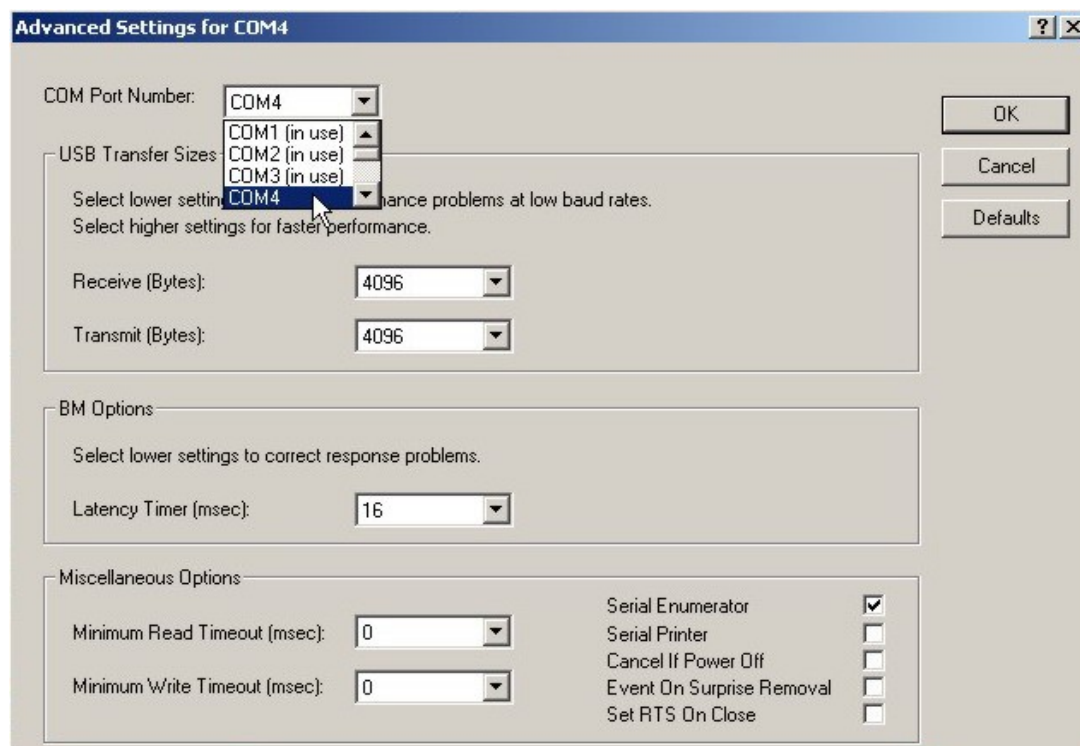 Advanced Settings for COM4
COM Port Number:
COM4
COM1 (in use)
COM2 (in use)
COM3 (in use)
COM4
OK
Cancel
Defaults
USB Transfer Sizes
Select lower settin ance problems at low baud rates.
Select higher settings for faster performance.
Receive (Bytes):
4096
Transmit (Bytes):
4096
BM Options
Select lower settings to correct response problems.
Latency Timer (msec):
16
Miscellaneous Options
Minimum Read Timeout (msec):
0
Minimum Write Timeout (msec):
0
Serial Enumerator
Serial Printer
Cancel If Power Off
Event On Surprise Removal
Set RTS On Close